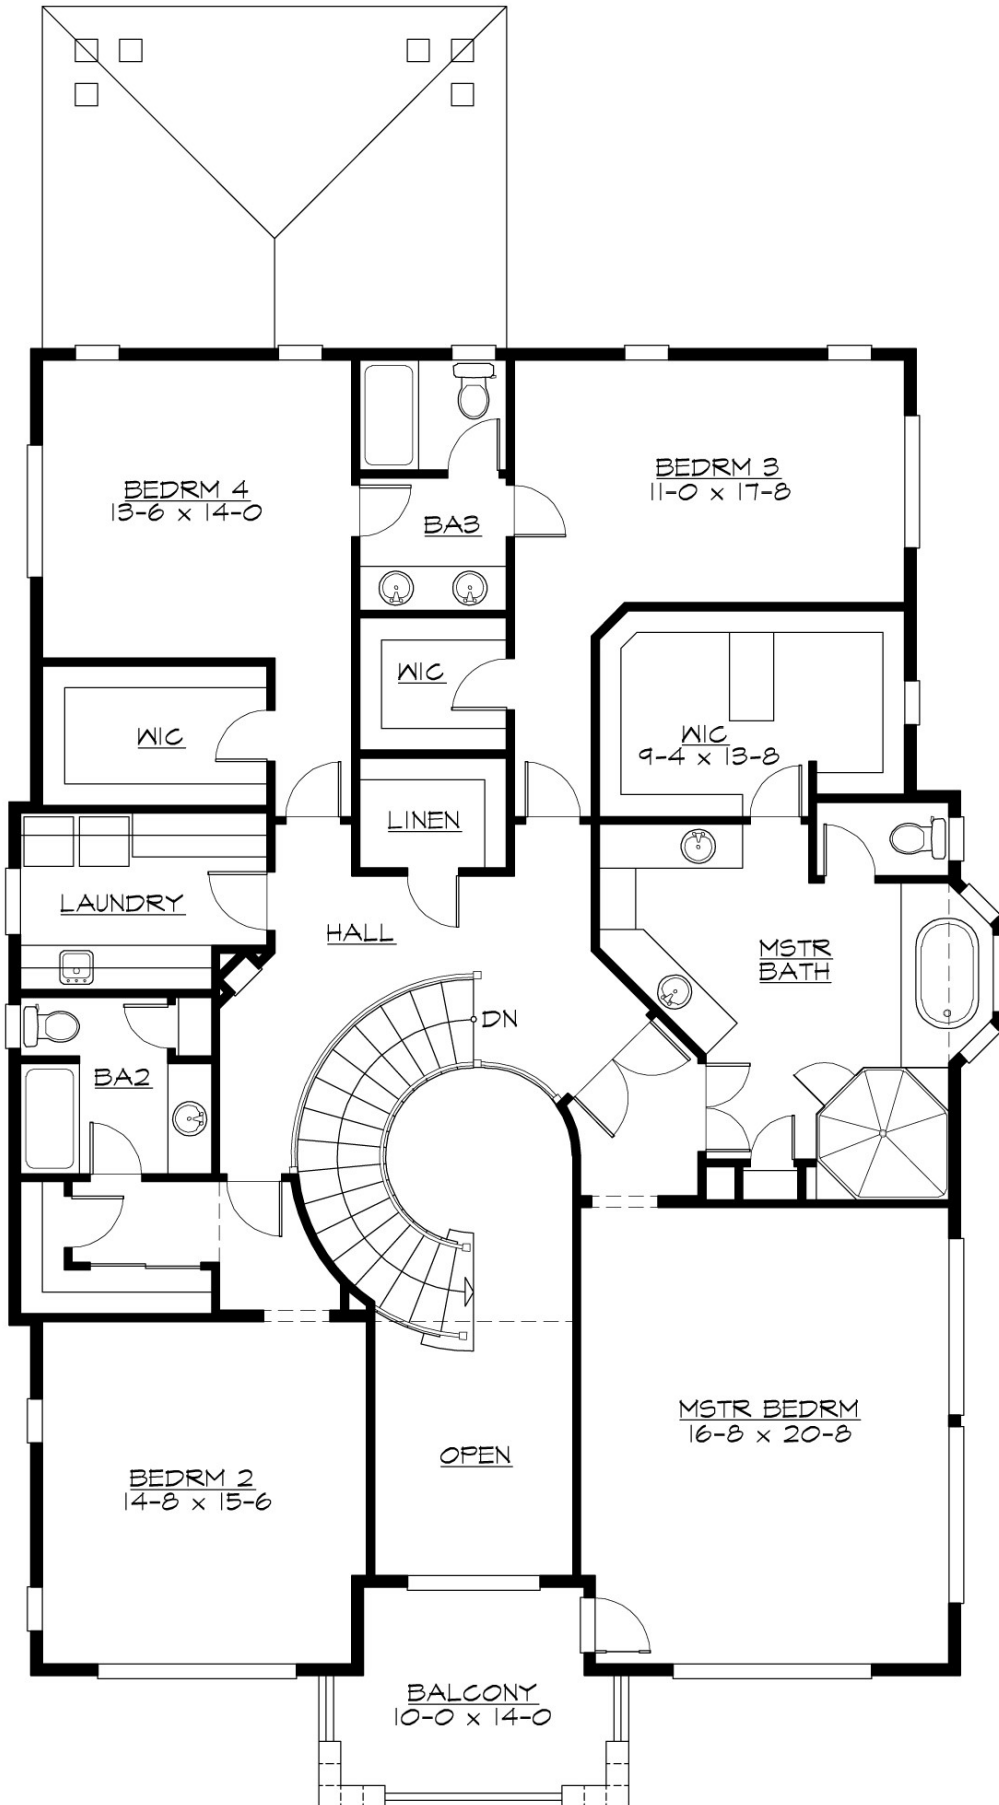 BEDRM 4
13-6 x 14-0
BEDRM 3
11-0 x 17-8
BA3
WIC
WIC
WIC
9-4 x 13-8
LINEN
LAUNDRY
HALL
MSTR
BATH
DN
BA2
MSTR BEDRM
16-8 x 20-8
OPEN
BEDRM 2
14-8 x 15-6
BALCONY
10-0 x 14-0